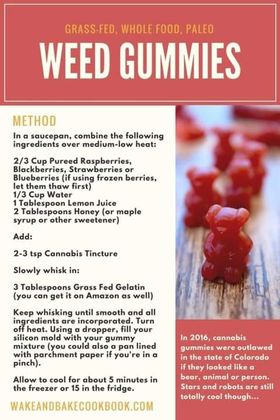 GRASS-FED, WHOLE FOOD, PALEO
WEED GUMMIES
METHOD
In a saucepan, combine the following
ingredients over medium-low heat:
2/3 Cup Pureed Raspberries,
Blackberries, Strawberries or
Blueberries (if using frozen berries,
let them thaw first)
1/3 Cup Water
1 Tablespoon Lemon Juice
2 Tablespoons Honey (or maple
syrup or other sweetener)
Add:
2-3 tsp Cannabis Tincture
Slowly whisk in:
3 Tablespoons Grass Fed Gelatin
(you can get it on Amazon as well)
Keep whisking until smooth and all
ingredients are incorporated. Turn
off heat. Using a dropper, fill your
silicon mold with your gummy
mixture (you could also a pan lined
with parchment paper if you're in a
pinch).
Allow to cool for about 5 minutes in
the freezer or 15 in the fridge.
WAKEANDBAKECOOKBOOK.COM
In 2016, cannabis
gummies were outlawed
in the state of Colorado
if they looked like a
bear, animal or person.
Stars and robots are still
totally cool though...